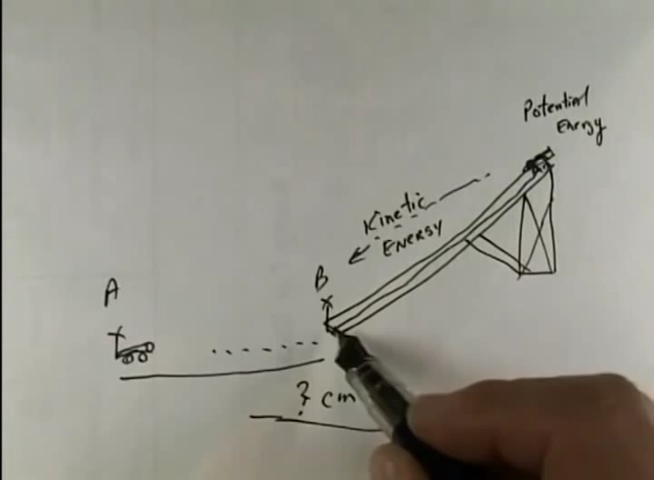 Potential
Energy
Kinetic
ENERGY
B
A
? cm